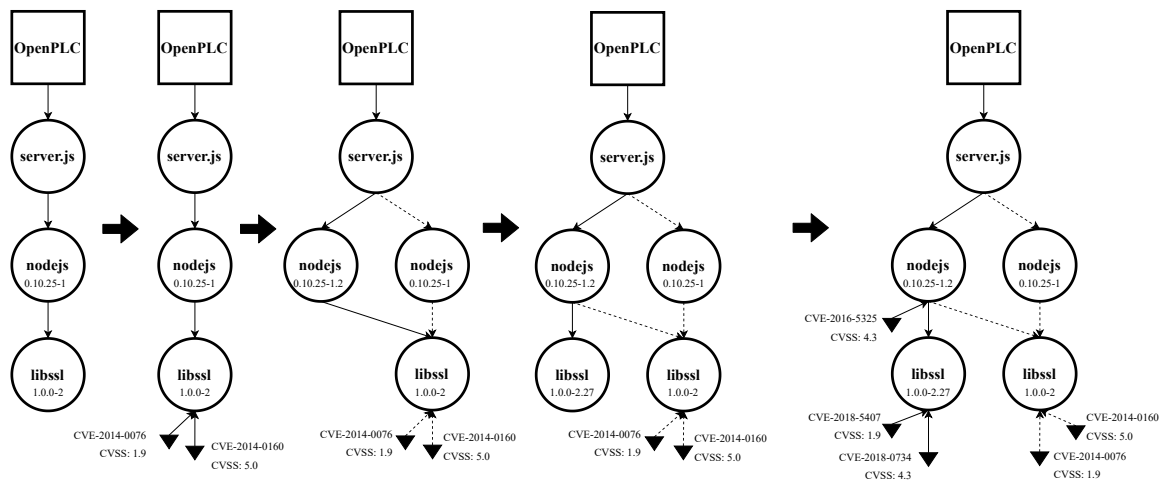 OpenPLC
server.js
nodejs
0.10.25-1
libssl
1.0.0-2
OpenPLC
server.js
nodejs
0.10.25-1
libssl
1.0.0-2
CVE-2014-0076
CVSS: 1.9
CVE-2014-0160
CVSS: 5.0
OpenPLC
server.js
nodejs
0.10.25-1.2
nodejs
0.10.25-1
libssl
1.0.0-2
CVE-2014-0076
CVSS: 1.9
CVE-2014-0160
CVSS: 5.0
OpenPLC
server.js
nodejs
0.10.25-1.2
nodejs
0.10.25-1
libssl
1.0.0-2.27
libssl
1.0.0-2
CVE-2014-0076
CVSS: 1.9
CVE-2014-0160
CVSS: 5.0
OpenPLC
server.js
nodejs
0.10.25-1.2
nodejs
0.10.25-1
CVE-2016-5325
CVSS: 4.3
libssl
1.0.0-2.27
libssl
1.0.0-2
CVE-2018-5407
CVSS: 1.9
CVE-2018-0734
CVSS: 4.3
CVE-2014-0160
CVSS: 5.0
CVE-2014-0076
CVSS: 1.9